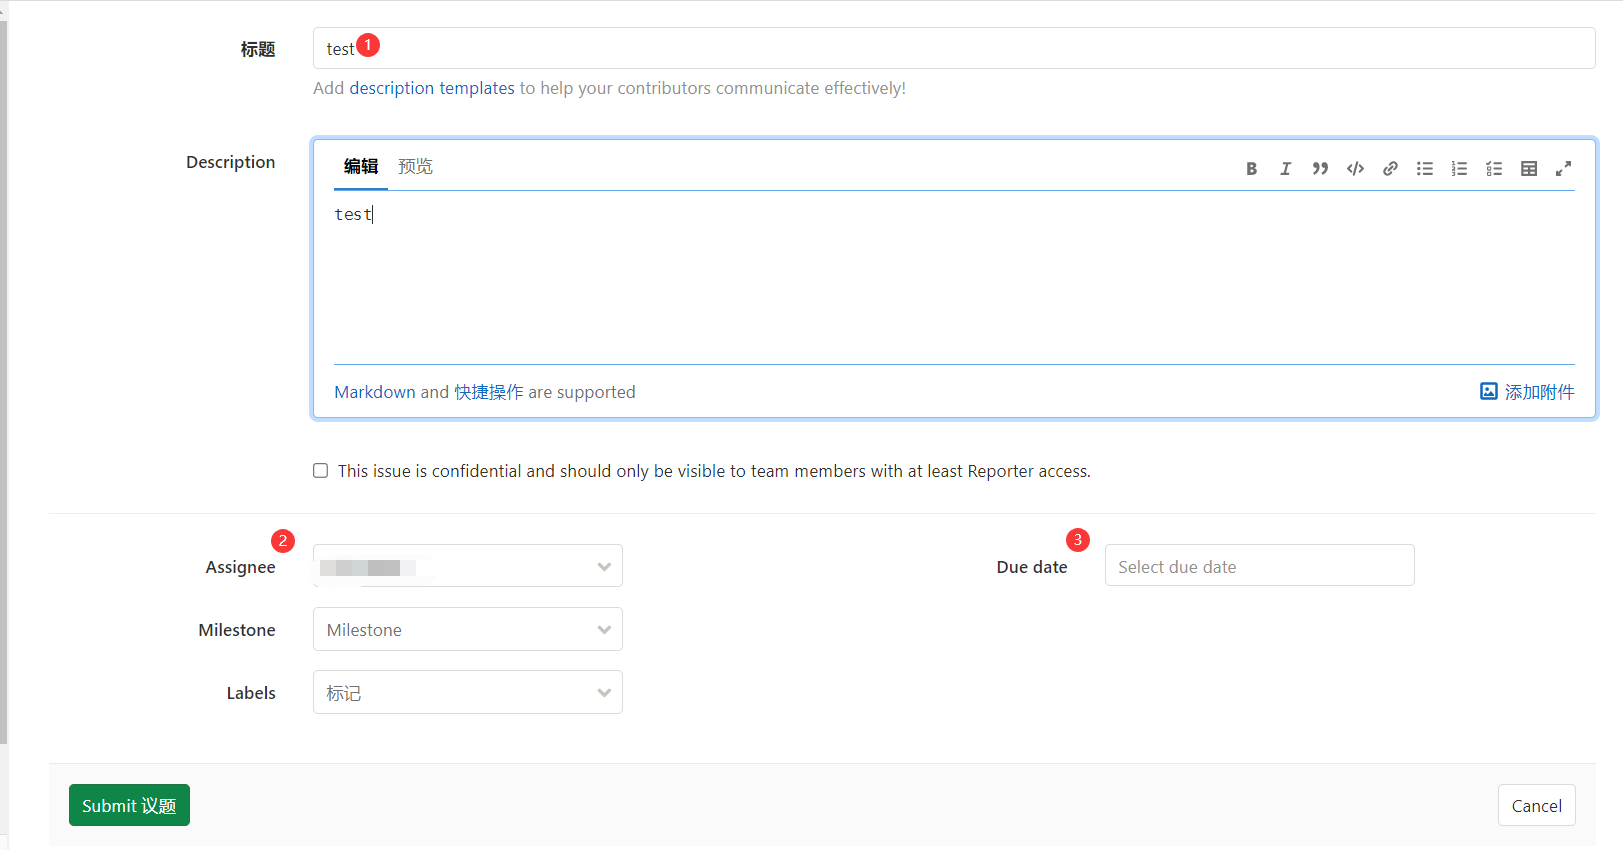 标题 test 1
Add description templates to help your contributors communicate effectively!
Description
编辑 预览
test
Markdown and 快捷操作 are supported 添加附件
This issue is confidential and should only be visible to team members with at least Reporter access.
2 3
Assignee Due date Select due date
Milestone Milestone
Labels 标记
Submit 议题 Cancel